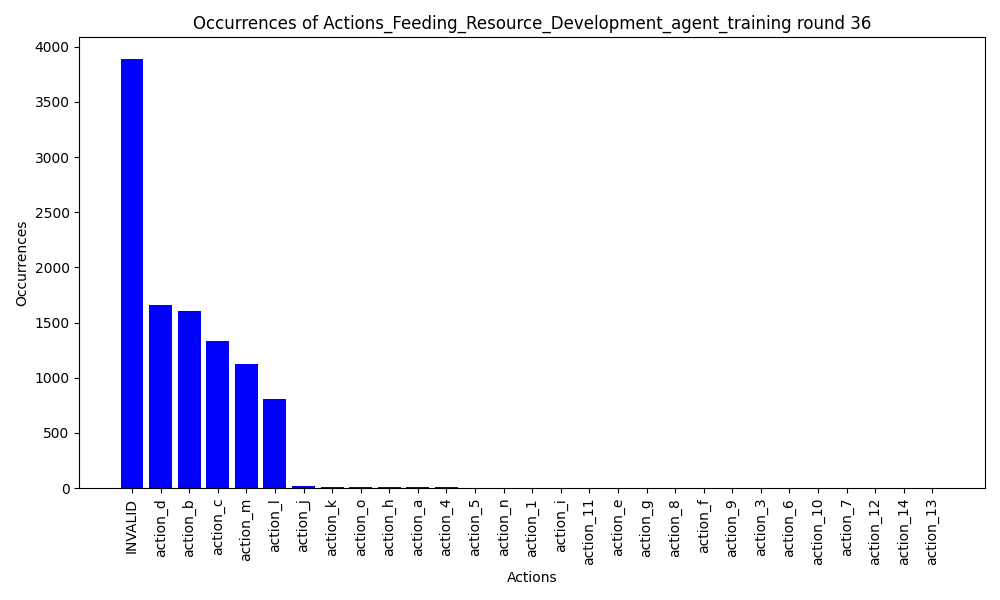 Occurrences of Actions_Feeding_Resource_Development_agent_training round 36
Occurrences
4000
3500
3000
2500
2000
1500
1000
500
0
INVALID
action_d
action_b
action_c
action_m
action_l
action_j
action_k
action_o
action_h
action_a
action_4
action_5
action_n
action_1
action_i
action_11
action_e
action_g
action_8
action_f
action_9
action_3
action_6
action_10
action_7
action_12
action_14
action_13
Actions